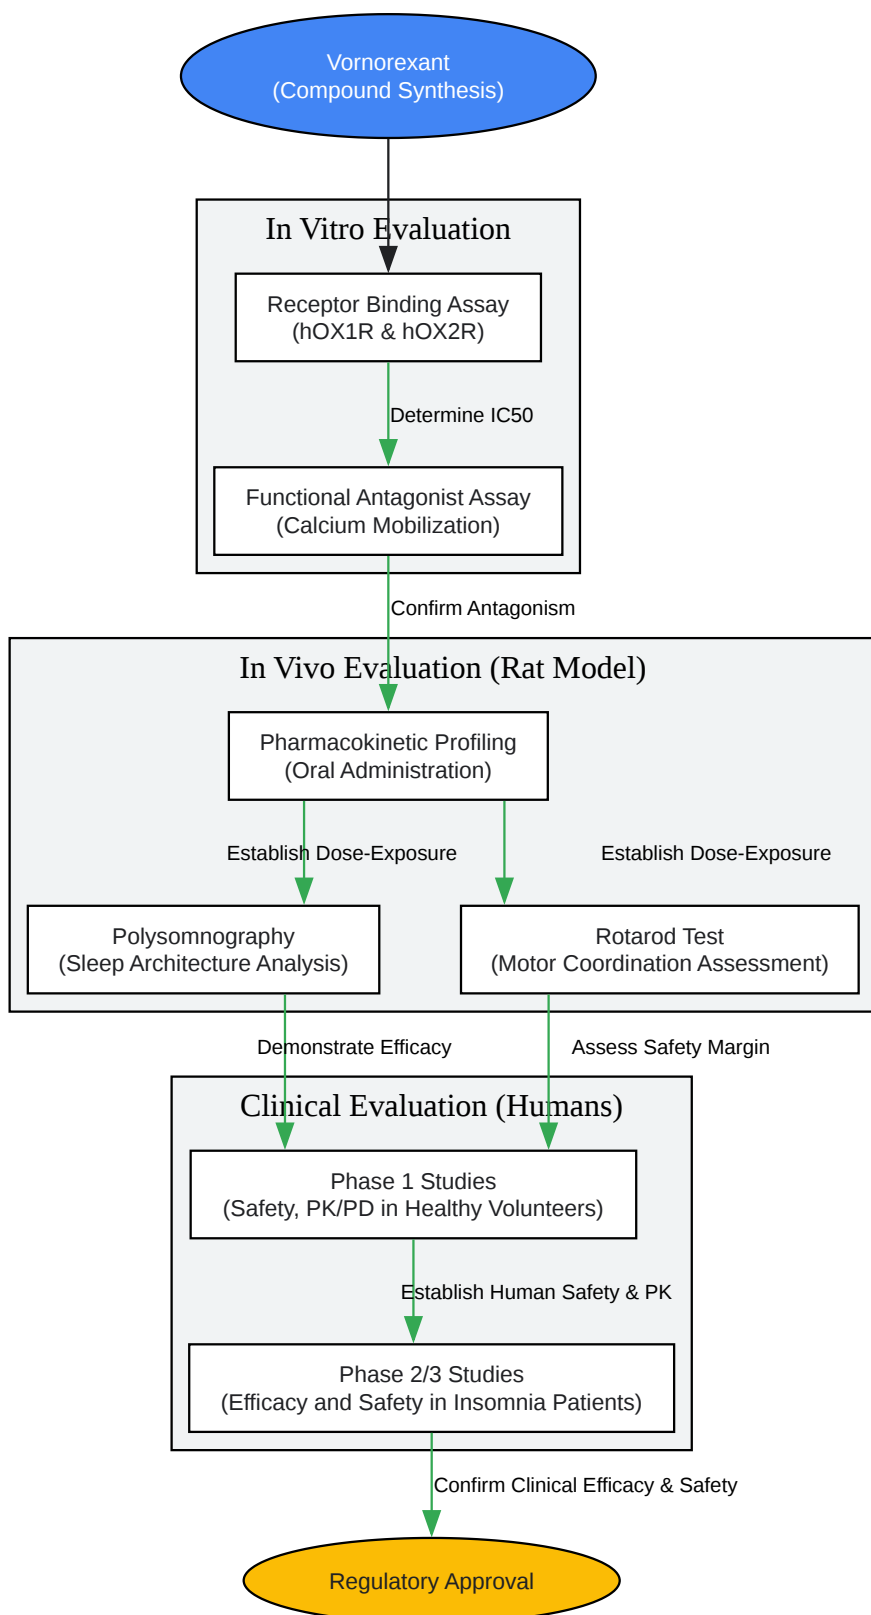 Vornorexant
(Compound Synthesis)
In Vitro Evaluation
Receptor Binding Assay
(hOX1R & hOX2R)
Determine IC50
Functional Antagonist Assay
(Calcium Mobilization)
Confirm Antagonism
In Vivo Evaluation (Rat Model)
Pharmacokinetic Profiling
(Oral Administration)
Establish Dose-Exposure
Establish Dose-Exposure
Polysomnography
(Sleep Architecture Analysis)
Rotarod Test
(Motor Coordination Assessment)
Demonstrate Efficacy
Assess Safety Margin
Clinical Evaluation (Humans)
Phase 1 Studies
(Safety, PK/PD in Healthy Volunteers)
Establish Human Safety & PK
Phase 2/3 Studies
(Efficacy and Safety in Insomnia Patients)
Confirm Clinical Efficacy & Safety
Regulatory Approval